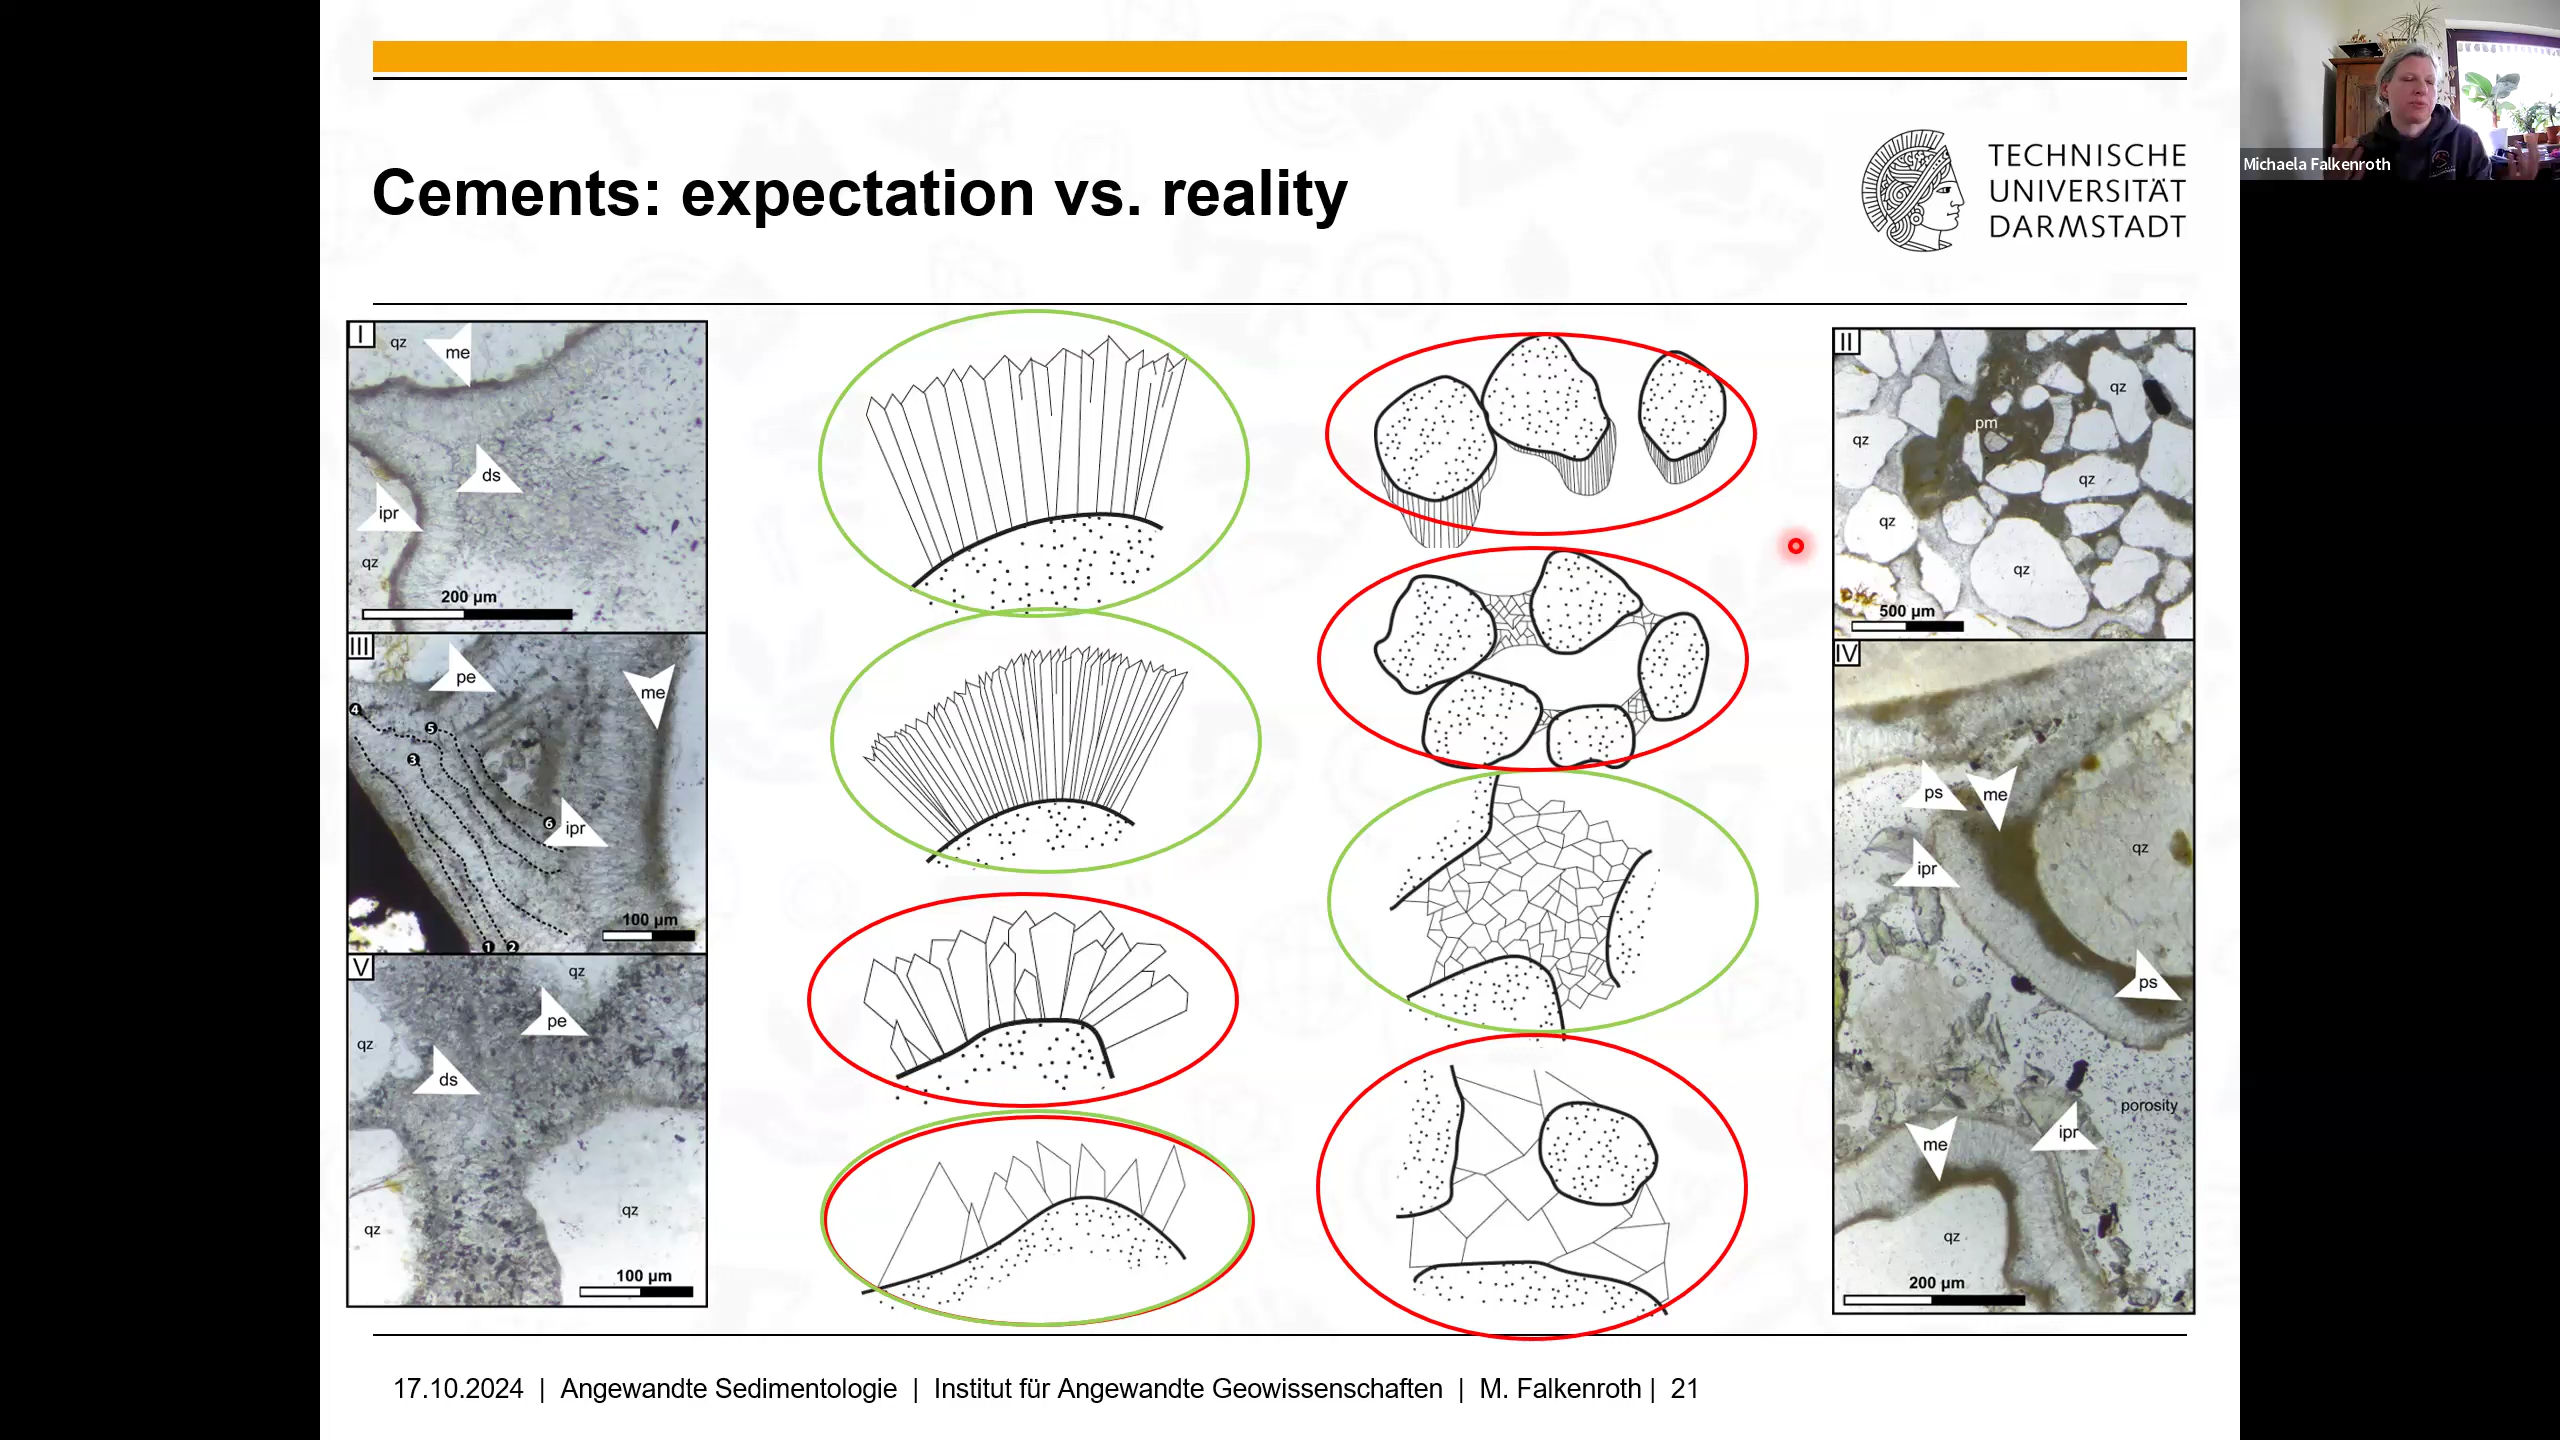 Cements: expectation vs. reality
TECHNISCHE
UNIVERSITÄT
DARMSTADT
Michaela Falkenroth
I
qz
me
ds
ipr
qz
200 µm
III
pe
me
4
5
3
6
ipr
100 µm
1
2
V
qz
pe
qz
ds
qz
qz
100 µm
II
qz
pm
qz
qz
qz
qz
500 µm
IV
ps
me
qz
ipr
ps
porosity
me
ipr
qz
200 µm
17.10.2024 | Angewandte Sedimentologie | Institut für Angewandte Geowissenschaften | M. Falkenroth | 21